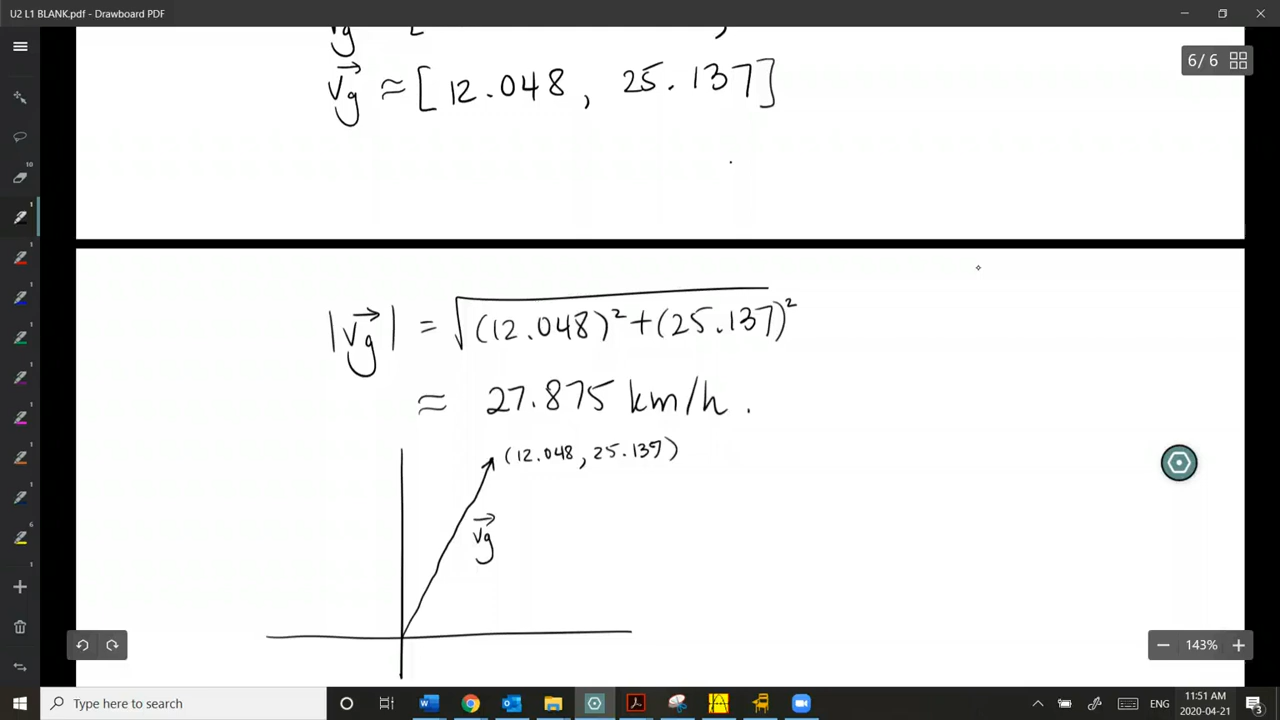 U2 L1 BLANK.pdf - Drawboard PDF
6/6
v⃗g ≈ [12.048, 25.137]
|v⃗g| = √(12.048)²+(25.137)²
≈ 27.875 km/h.
(12.048, 25.137)
v⃗g
143%
Type here to search
ENG
11:51 AM
2020-04-21
3